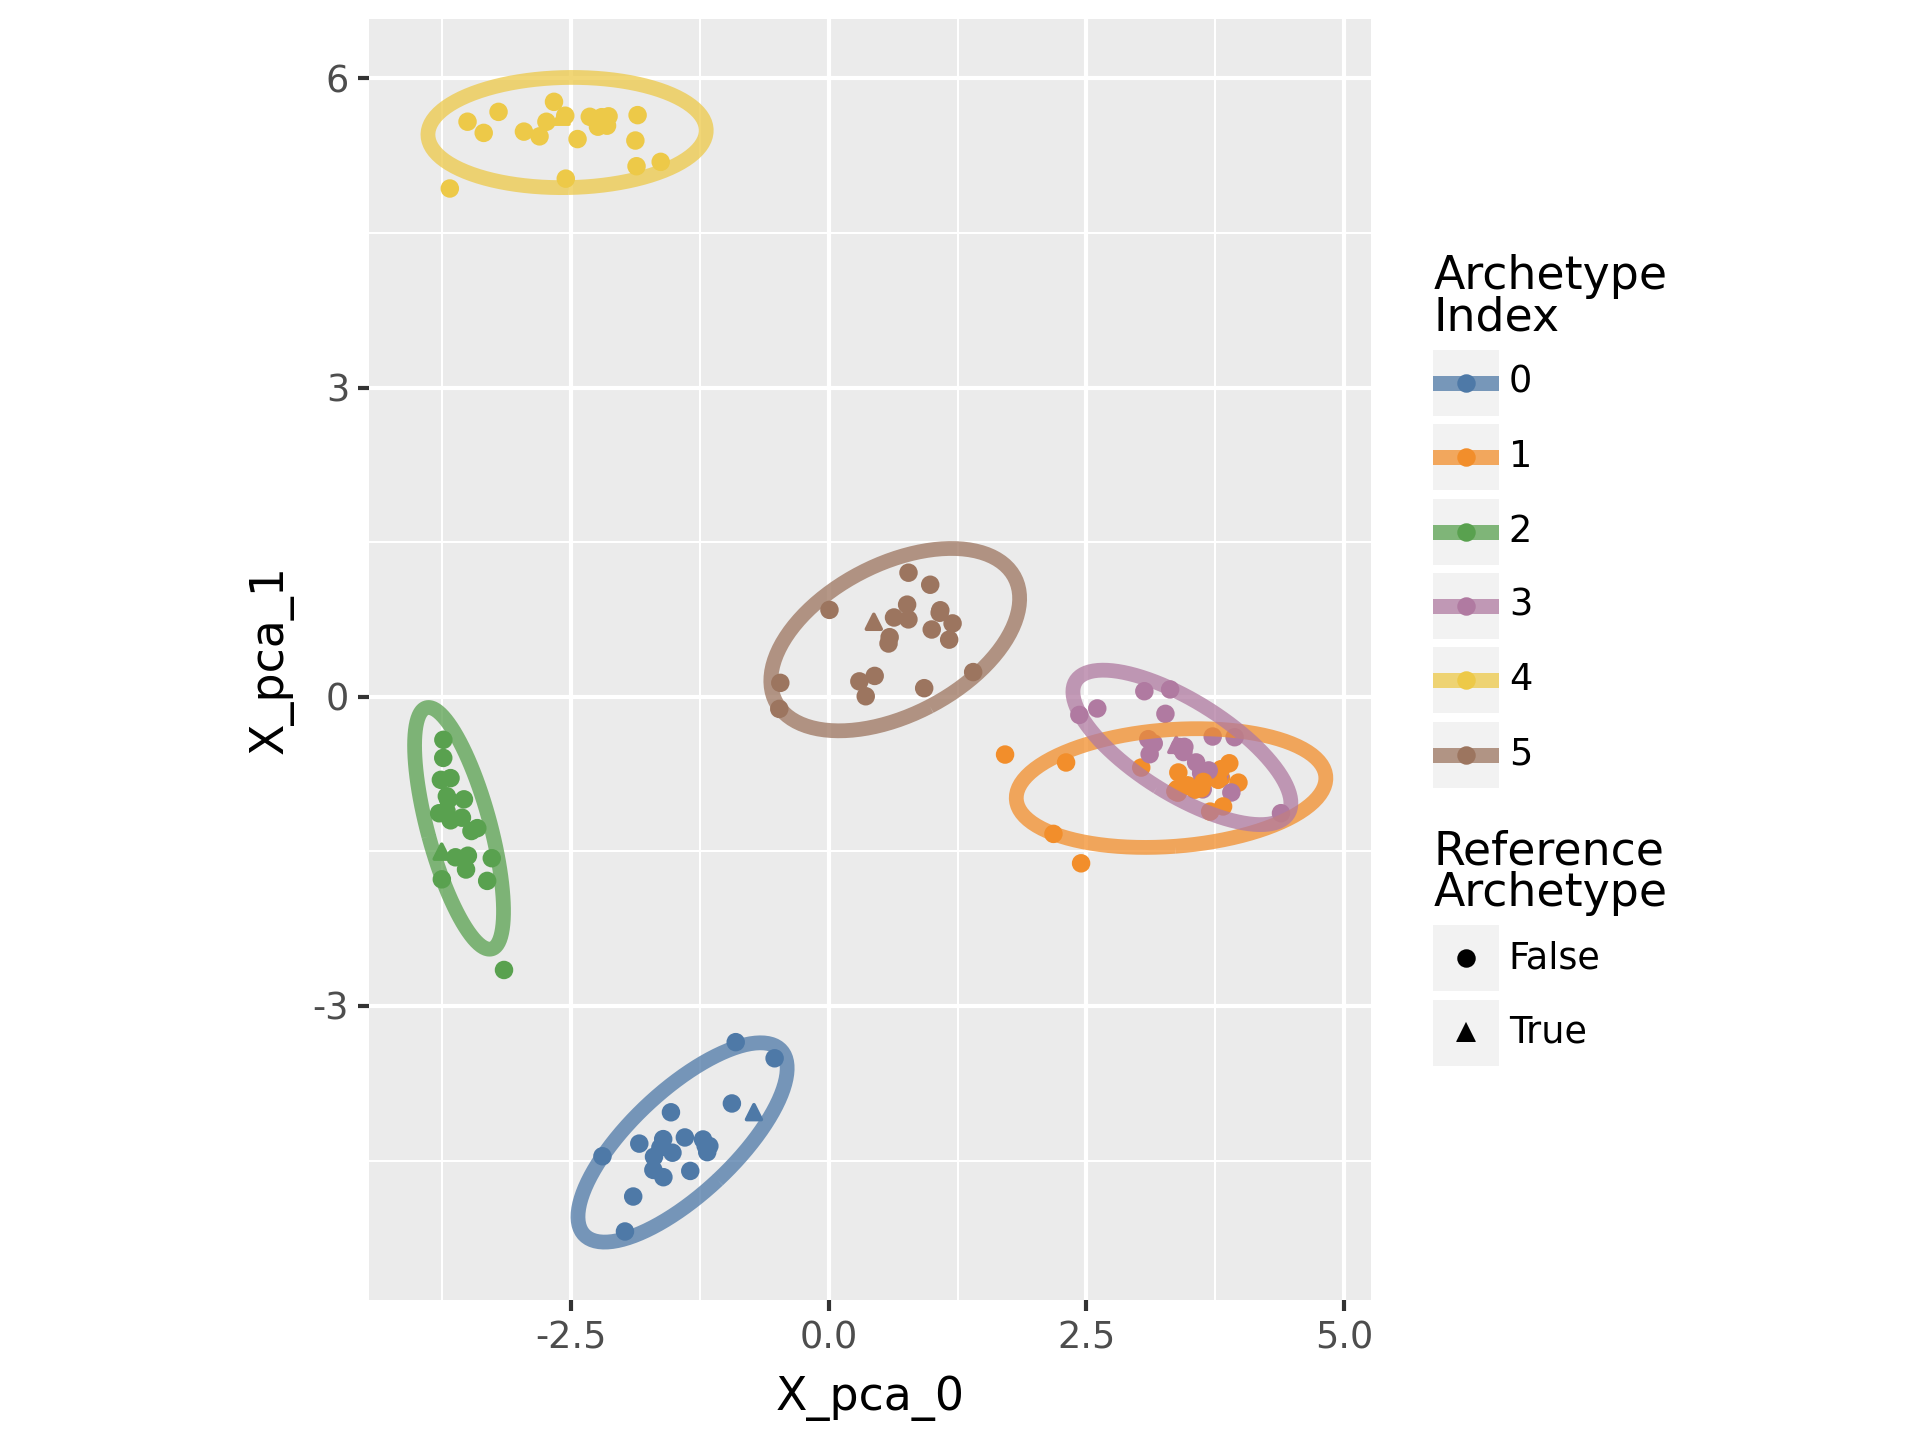 6
3
0
-3
-2.5
0.0
2.5
5.0
X_pca_1
X_pca_0
Archetype
Index
0
1
2
3
4
5
Reference
Archetype
False
True